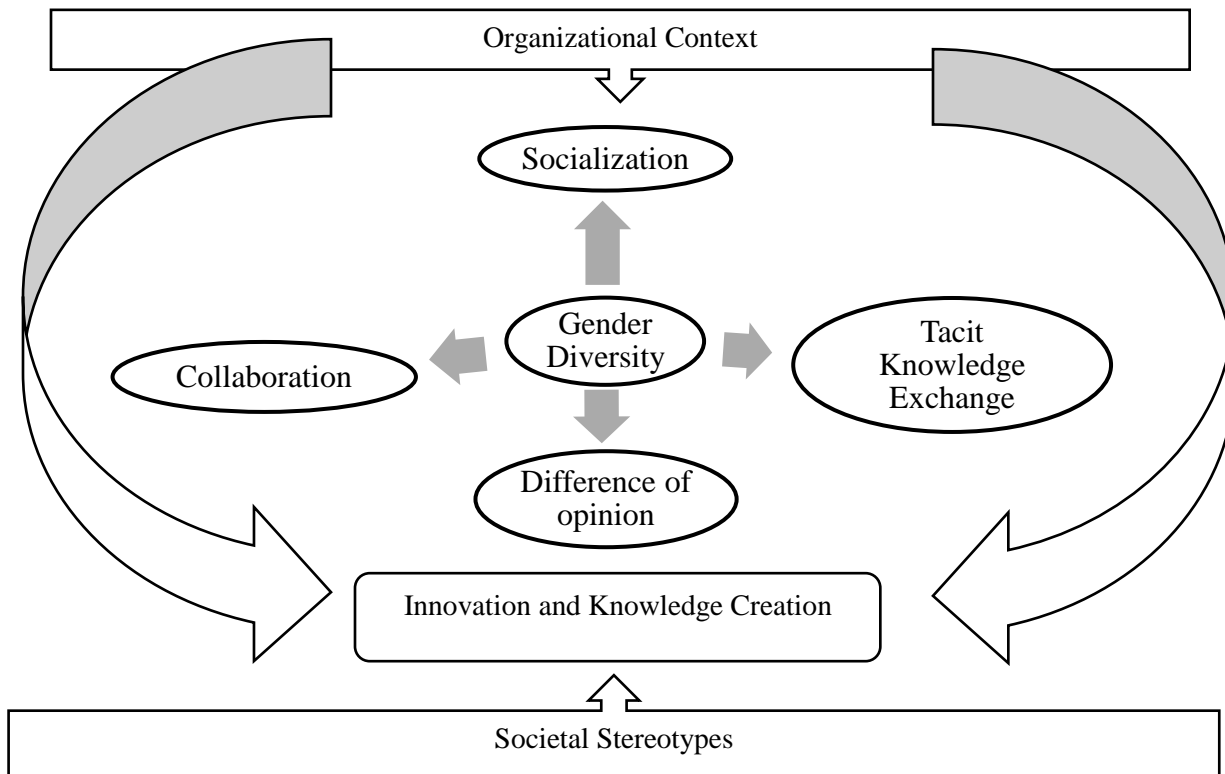 Organizational Context
Socialization
Gender
Diversity
Collaboration
Tacit
Knowledge
Exchange
Difference of
opinion
Innovation and Knowledge Creation
Societal Stereotypes